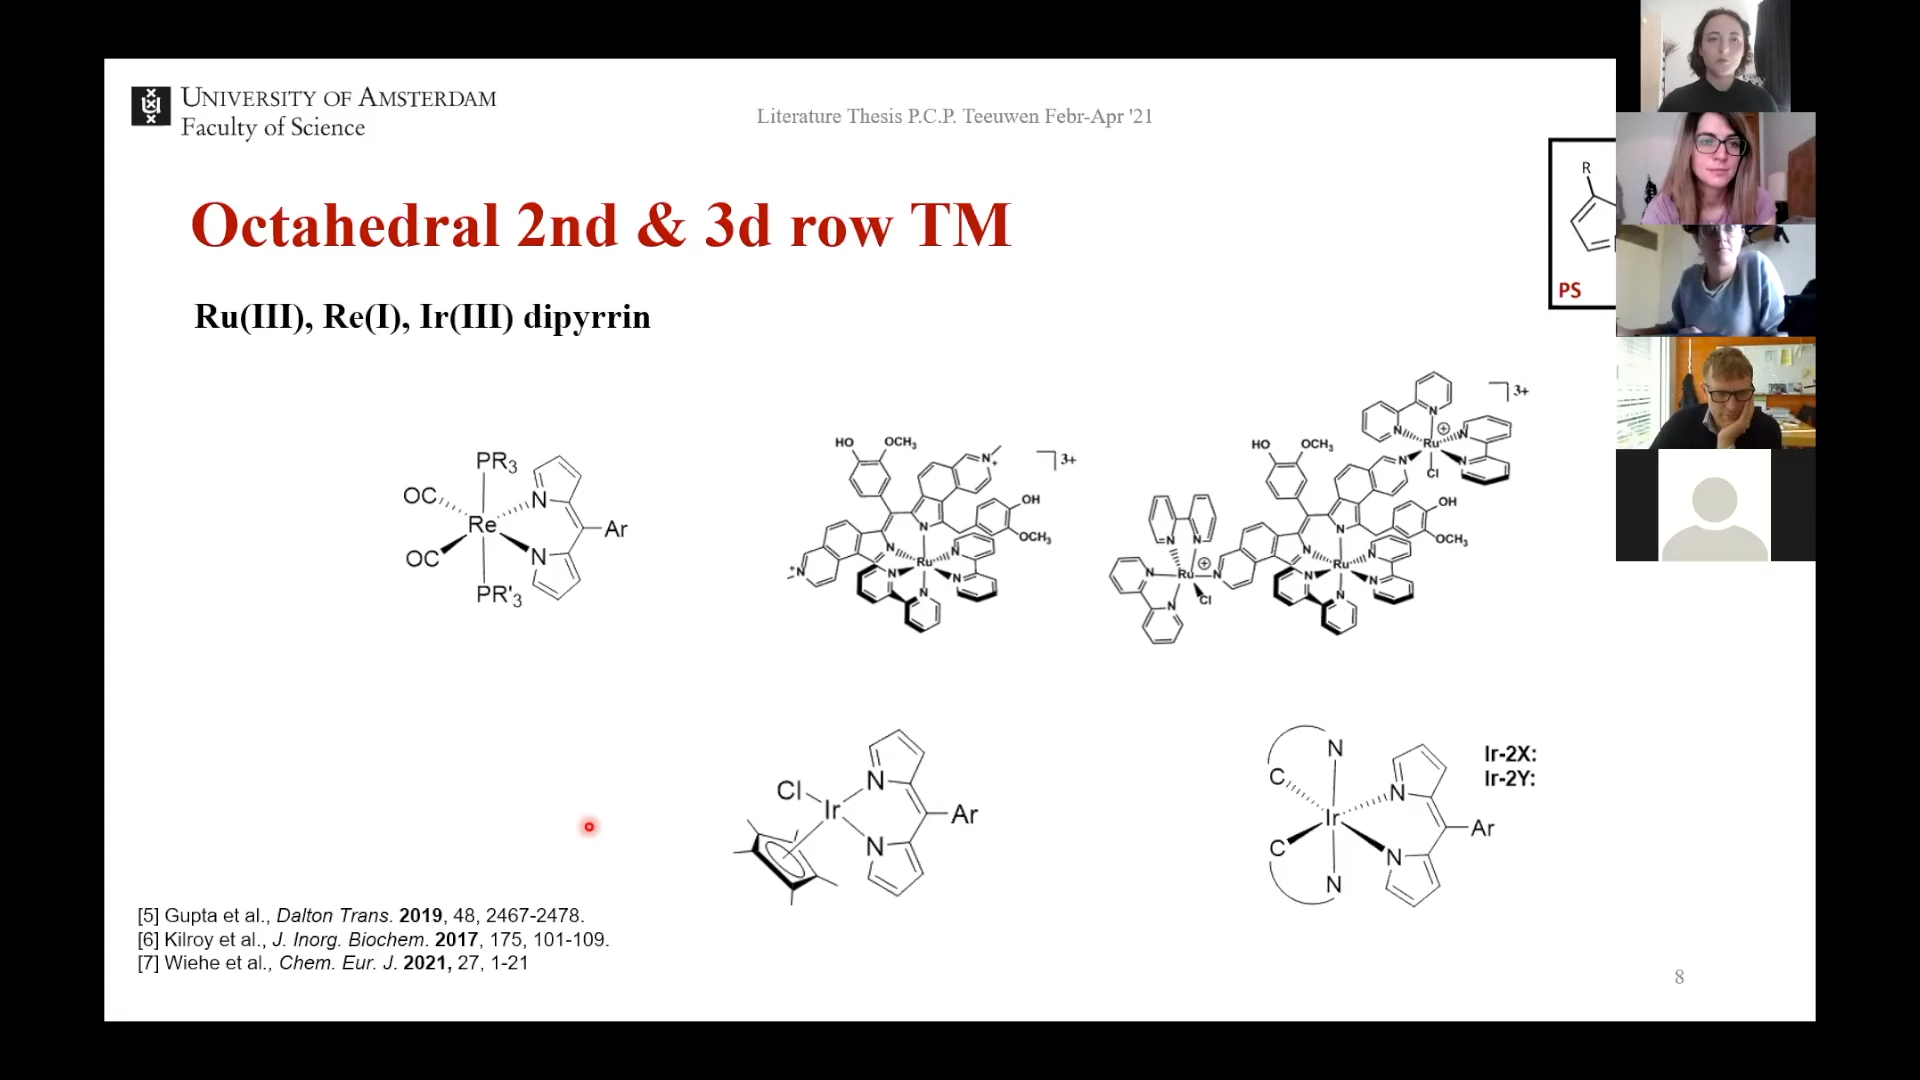 UNIVERSITY OF AMSTERDAM
Faculty of Science
Literature Thesis P.C.P. Teeuwen Febr-Apr '21
R
PS
Octahedral 2nd & 3d row TM
Ru(III), Re(I), Ir(III) dipyrrin
PR3
OC
N
Re
Ar
OC
N
PR'3
HO
OCH3
N
+
3+
OH
OCH3
N
N
Ru
N
+
N
N
N
N
3+
N
N
Ru
+
N
N
N
Cl
HO
OCH3
OH
OCH3
N
N
N
Ru
+
N
N
Cl
N
N
N
Ru
N
N
N
N
Cl
Ir
N
Ar
N
N
C
Ir
N
Ar
C
N
N
Ir-2X:
Ir-2Y:
[5] Gupta et al., Dalton Trans. 2019, 48, 2467-2478.
[6] Kilroy et al., J. Inorg. Biochem. 2017, 175, 101-109.
[7] Wiehe et al., Chem. Eur. J. 2021, 27, 1-21
8